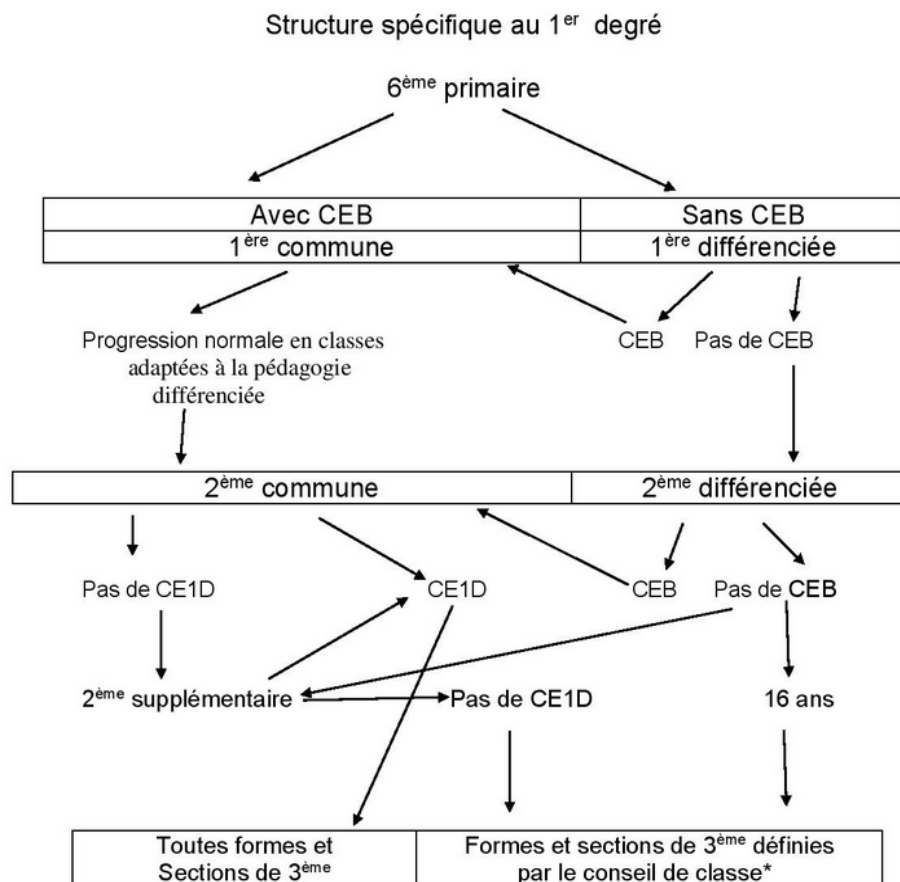 Structure spécifique au 1er degré
6ème primaire
Avec CEB
Sans CEB
1ère commune
1ère différenciée
Progression normale en classes
adaptées à la pédagogie
différenciée
CEB
Pas de CEB
2ème commune
2ème différenciée
Pas de CE1D
CE1D
CEB
Pas de CEB
2ème supplémentaire
Pas de CE1D
16 ans
Toutes formes et
Sections de 3ème
Formes et sections de 3ème définies
par le conseil de classe*